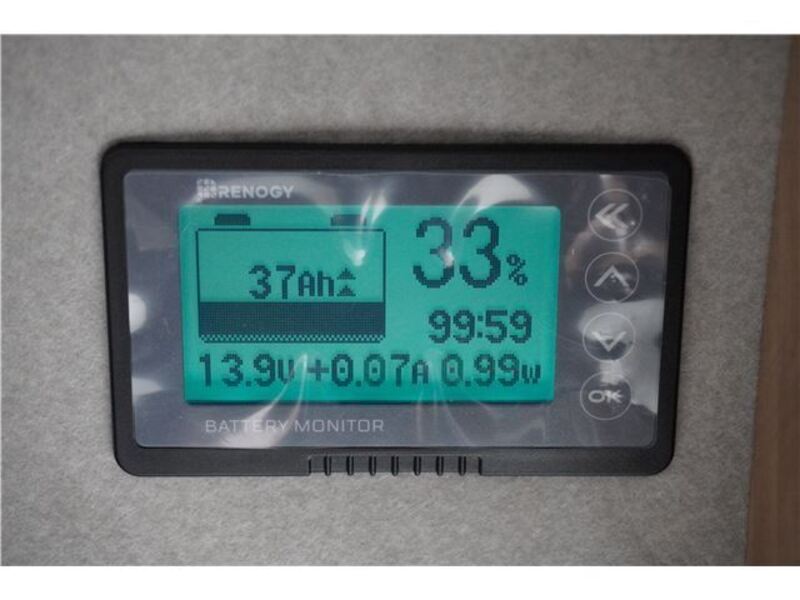 RENOGY
33%
37Ah
99:59
13.9V +0.07A 0.99W
OK
BATTERY MONITOR